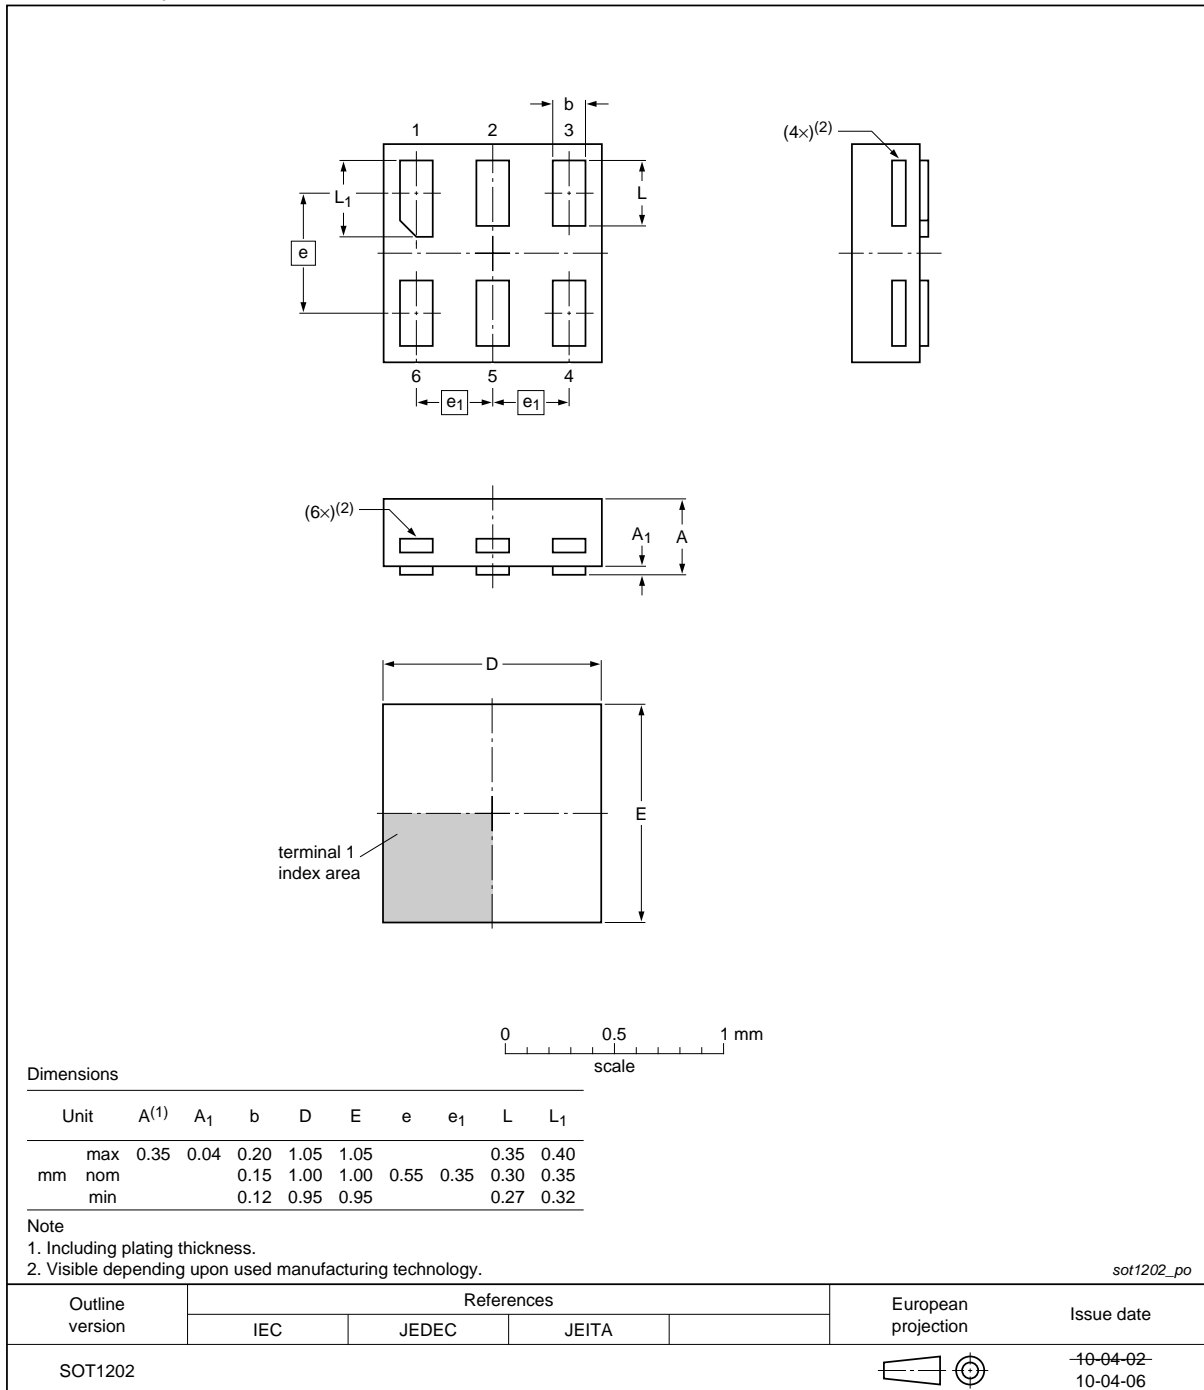 b
1 2 3
(4×)(2)
L1
L
e
6 5 4
e1 e1
(6×)(2)
A1 A
D
E
terminal 1
index area
0 0.5 1 mm
scale
Dimensions
Unit A(1) A1 b D E e e1 L L1
max 0.35 0.04 0.20 1.05 1.05 0.35 0.40
mm nom 0.15 1.00 1.00 0.55 0.35 0.30 0.35
min 0.12 0.95 0.95 0.27 0.32
Note
1. Including plating thickness.
2. Visible depending upon used manufacturing technology.
sot1202_po
Outline version References European projection Issue date
IEC JEDEC JEITA
SOT1202 10-04-02
10-04-06